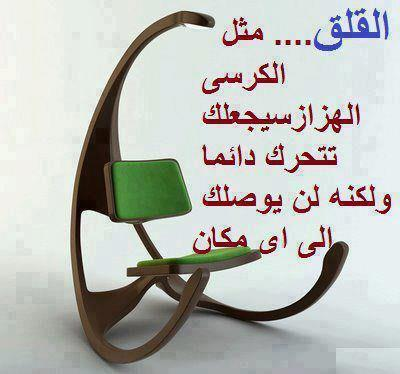 القلق.... مثل
الكرسى
الهزازسيجعلك
تتحرك دائما
ولكنه لن يوصلك
الى اى مكان